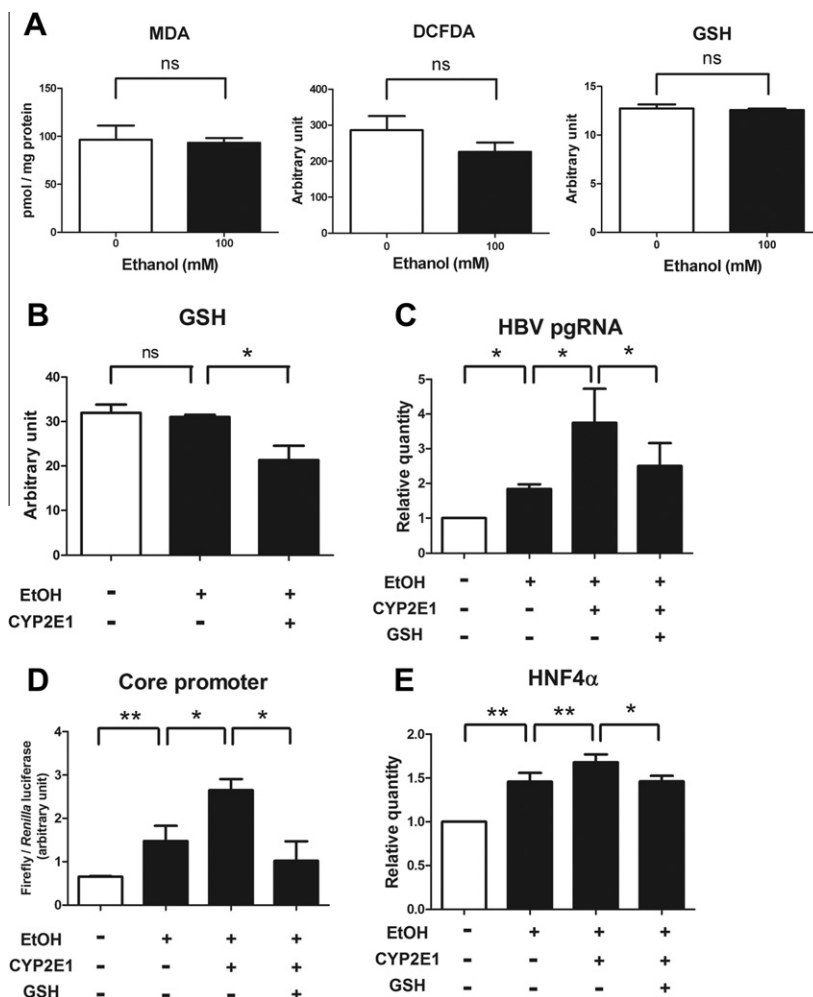 A
MDA
ns
pmol / mg protein
150
100
50
0
0
100
Ethanol (mM)
DCFDA
ns
Arbitrary unit
400
300
200
100
0
0
100
Ethanol (mM)
GSH
ns
Arbitrary unit
15
10
5
0
0
100
Ethanol (mM)
B
GSH
ns
*
Arbitrary unit
40
30
20
10
0
EtOH - + +
CYP2E1 - - +
C
HBV pgRNA
* * *
Relative quantity
5
4
3
2
1
0
EtOH - + + +
CYP2E1 - - + +
GSH - - - +
D
Core promoter
** * *
Firefly / Renilla luciferase
(arbitrary unit)
4
3
2
1
0
EtOH - + + +
CYP2E1 - - + +
GSH - - - +
E
HNF4α
** ** *
Relative quantity
2.0
1.5
1.0
0.5
0.0
EtOH - + + +
CYP2E1 - - + +
GSH - - - +